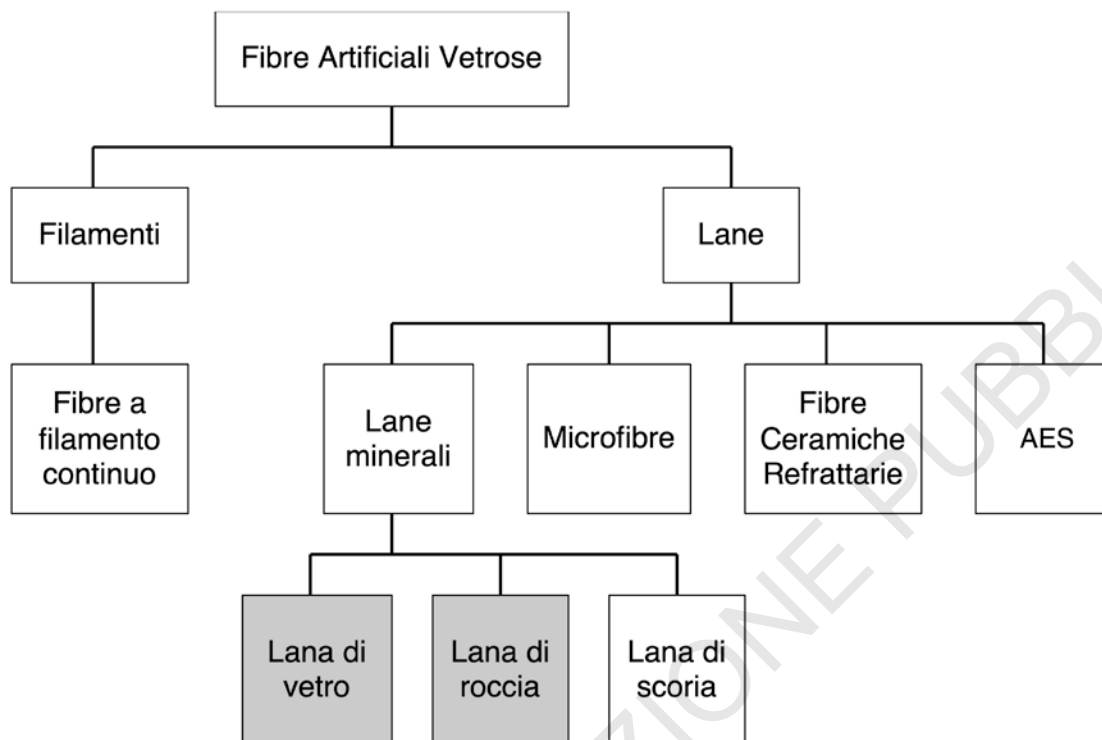 Fibre Artificiali Vetrose
Filamenti
Lane
Fibre a
filamento
continuo
Lane
minerali
Microfibre
Fibre
Ceramiche
Refrattarie
AES
Lana di
vetro
Lana di
roccia
Lana di
scoria